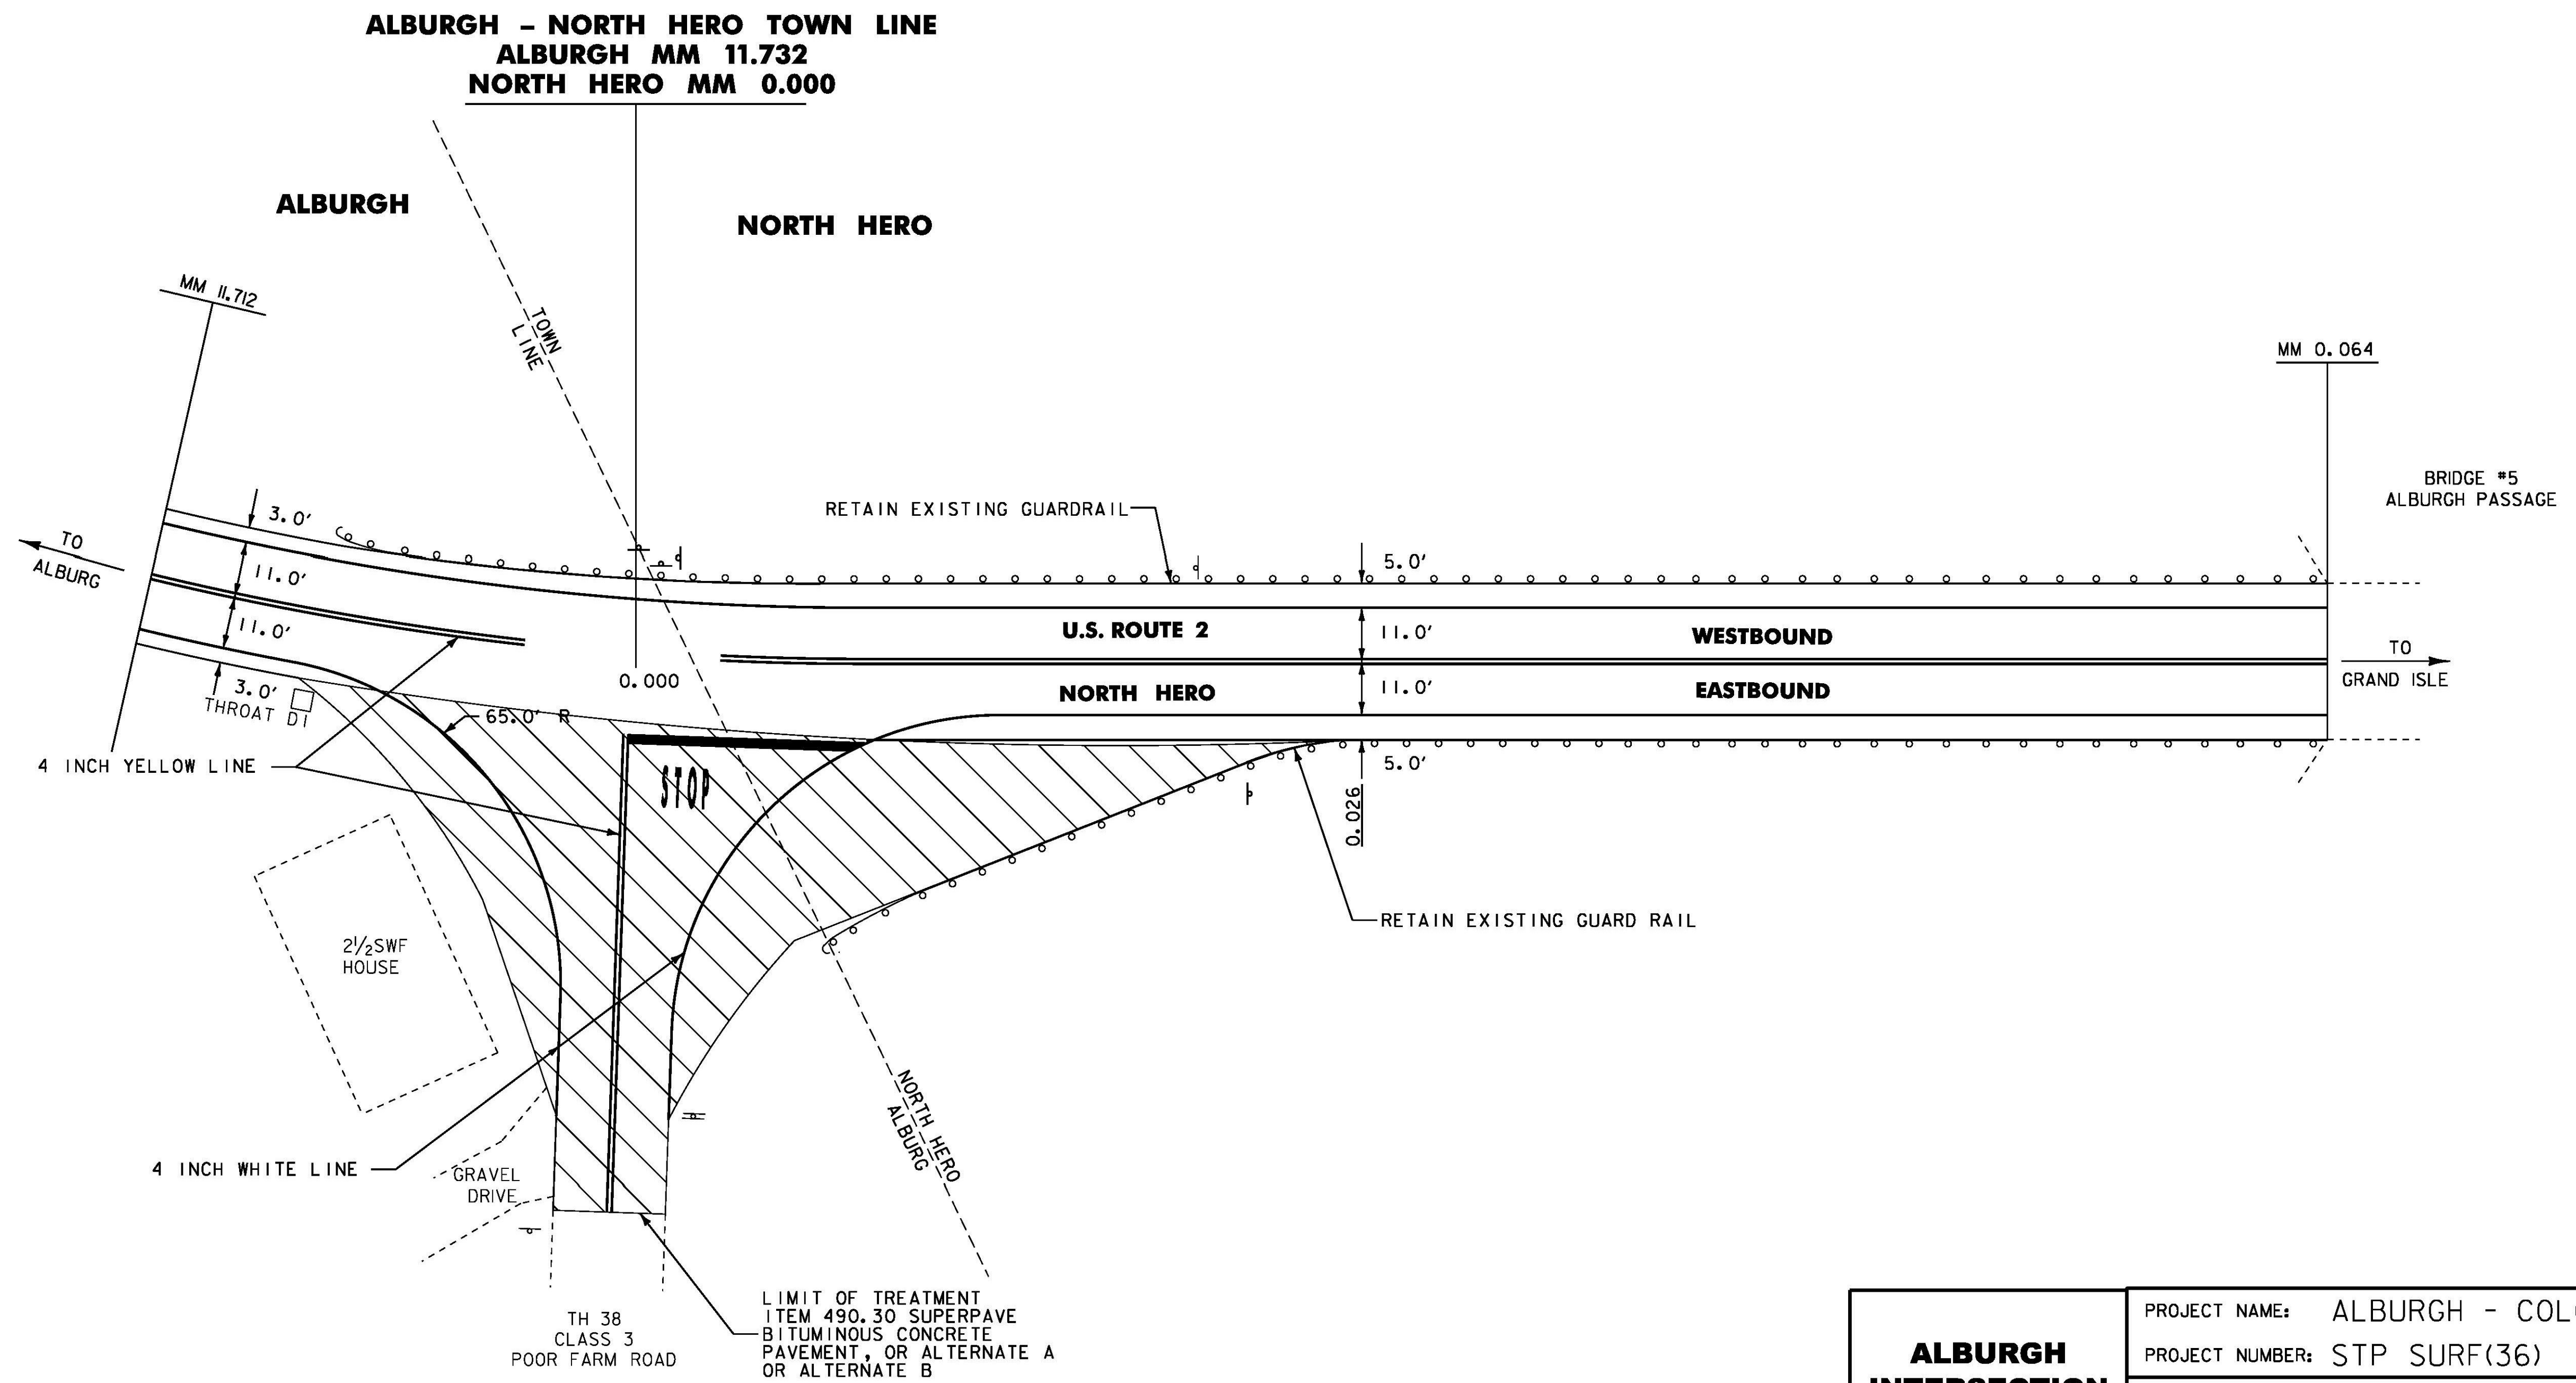 ALBURGH – NORTH HERO TOWN LINE
ALBURGH MM 11.732
NORTH HERO MM 0.000
ALBURGH
NORTH HERO
MM 11.712
TOWN
LINE
MM 0.064
BRIDGE #5
ALBURGH PASSAGE
RETAIN EXISTING GUARDRAIL
3.0'
TO
ALBURG
11.0'
11.0'
3.0'
THROAT DI
5.0'
U.S. ROUTE 2
11.0'
WESTBOUND
TO
GRAND ISLE
0.000
NORTH HERO
11.0'
EASTBOUND
65.0' R
4 INCH YELLOW LINE
STOP
5.0'
0.026
RETAIN EXISTING GUARD RAIL
2½SWF
HOUSE
NORTH HERO
ALBURG
4 INCH WHITE LINE
GRAVEL
DRIVE
TH 38
CLASS 3
POOR FARM ROAD
LIMIT OF TREATMENT
ITEM 490.30 SUPERPAVE
BITUMINOUS CONCRETE
PAVEMENT, OR ALTERNATE A
OR ALTERNATE B
ALBURGH
INTERSECTION
PROJECT NAME: ALBURGH - COL
PROJECT NUMBER: STP SURF(36)